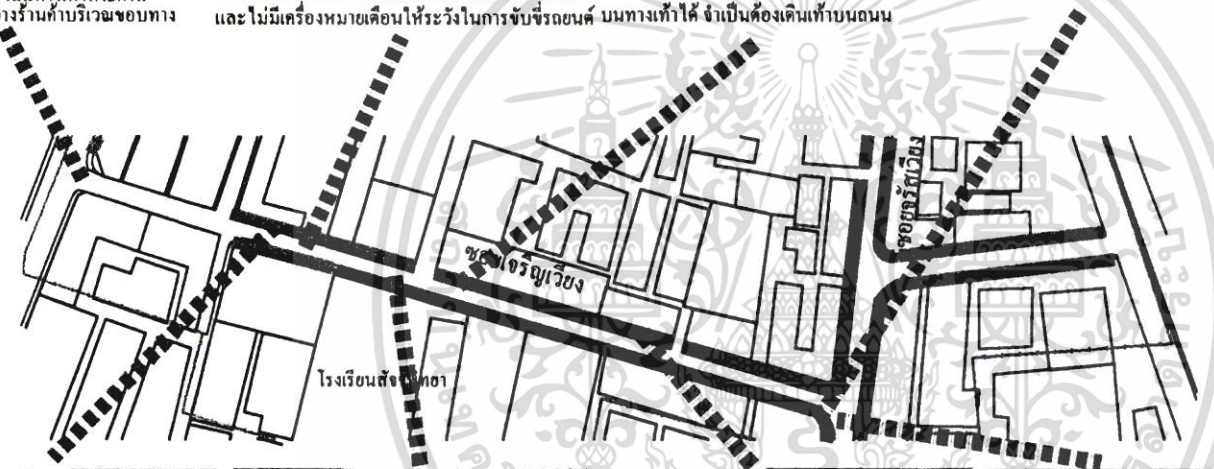 างร้านค้าบริเวณขอบทาง
และ ไม่มีเครื่องหมายเตือนให้ระวังในการขับขี่รถยนต์ บนทางเท้าได้ จำเป็นต้องเดินเท้าบนถนน
ซอยจรัสเวียง
ซอยเจริญเวียง
โรงเรียน